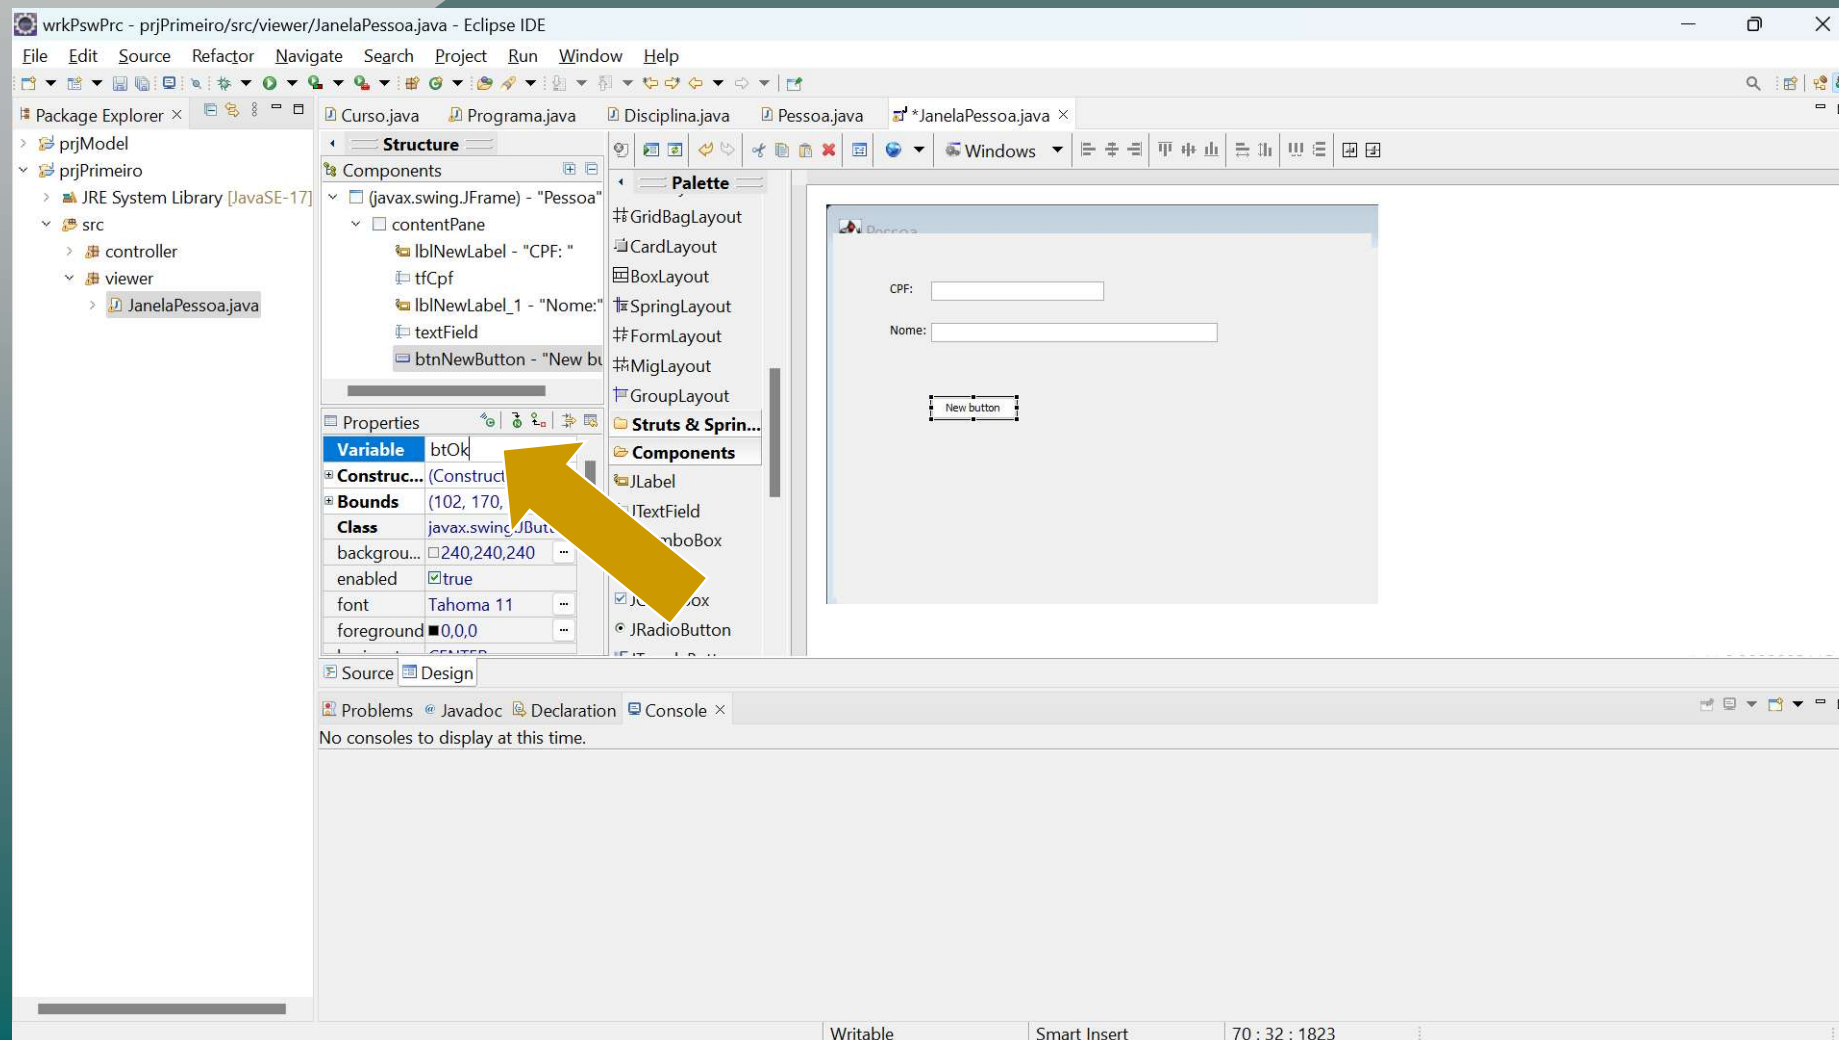 wrkPswPrc - prjPrimeiro/src/viewer/JanelaPessoa.java - Eclipse IDE
File Edit Source Refactor Navigate Search Project Run Window Help
Package Explorer
prjModel
prjPrimeiro
JRE System Library [JavaSE-17]
src
controller
viewer
JanelaPessoa.java
Curso.java Programa.java Disciplina.java Pessoa.java *JanelaPessoa.java
Structure
Components
(javax.swing.JFrame) - "Pessoa"
contentPane
lblNewLabel - "CPF: "
tfCpf
lblNewLabel_1 - "Nome:"
textField
btnNewButton - "New bu
Properties
Variable btOk
Construc... (Construct
Bounds (102, 170,
Class javax.swing.JButt
backgrou... 240,240,240 ...
enabled true
font Tahoma 11 ...
foreground 0,0,0 ...
Windows
Palette
GridBagLayout
CardLayout
BoxLayout
SpringLayout
FormLayout
MigLayout
GroupLayout
Struts & Sprin...
Components
JLabel
JTextField
mboBox
ox
JRadioButton
Pessoa
CPF:
Nome:
New button
Source Design
Problems Javadoc Declaration Console
No consoles to display at this time.
Writable Smart Insert 70 : 32 : 1823